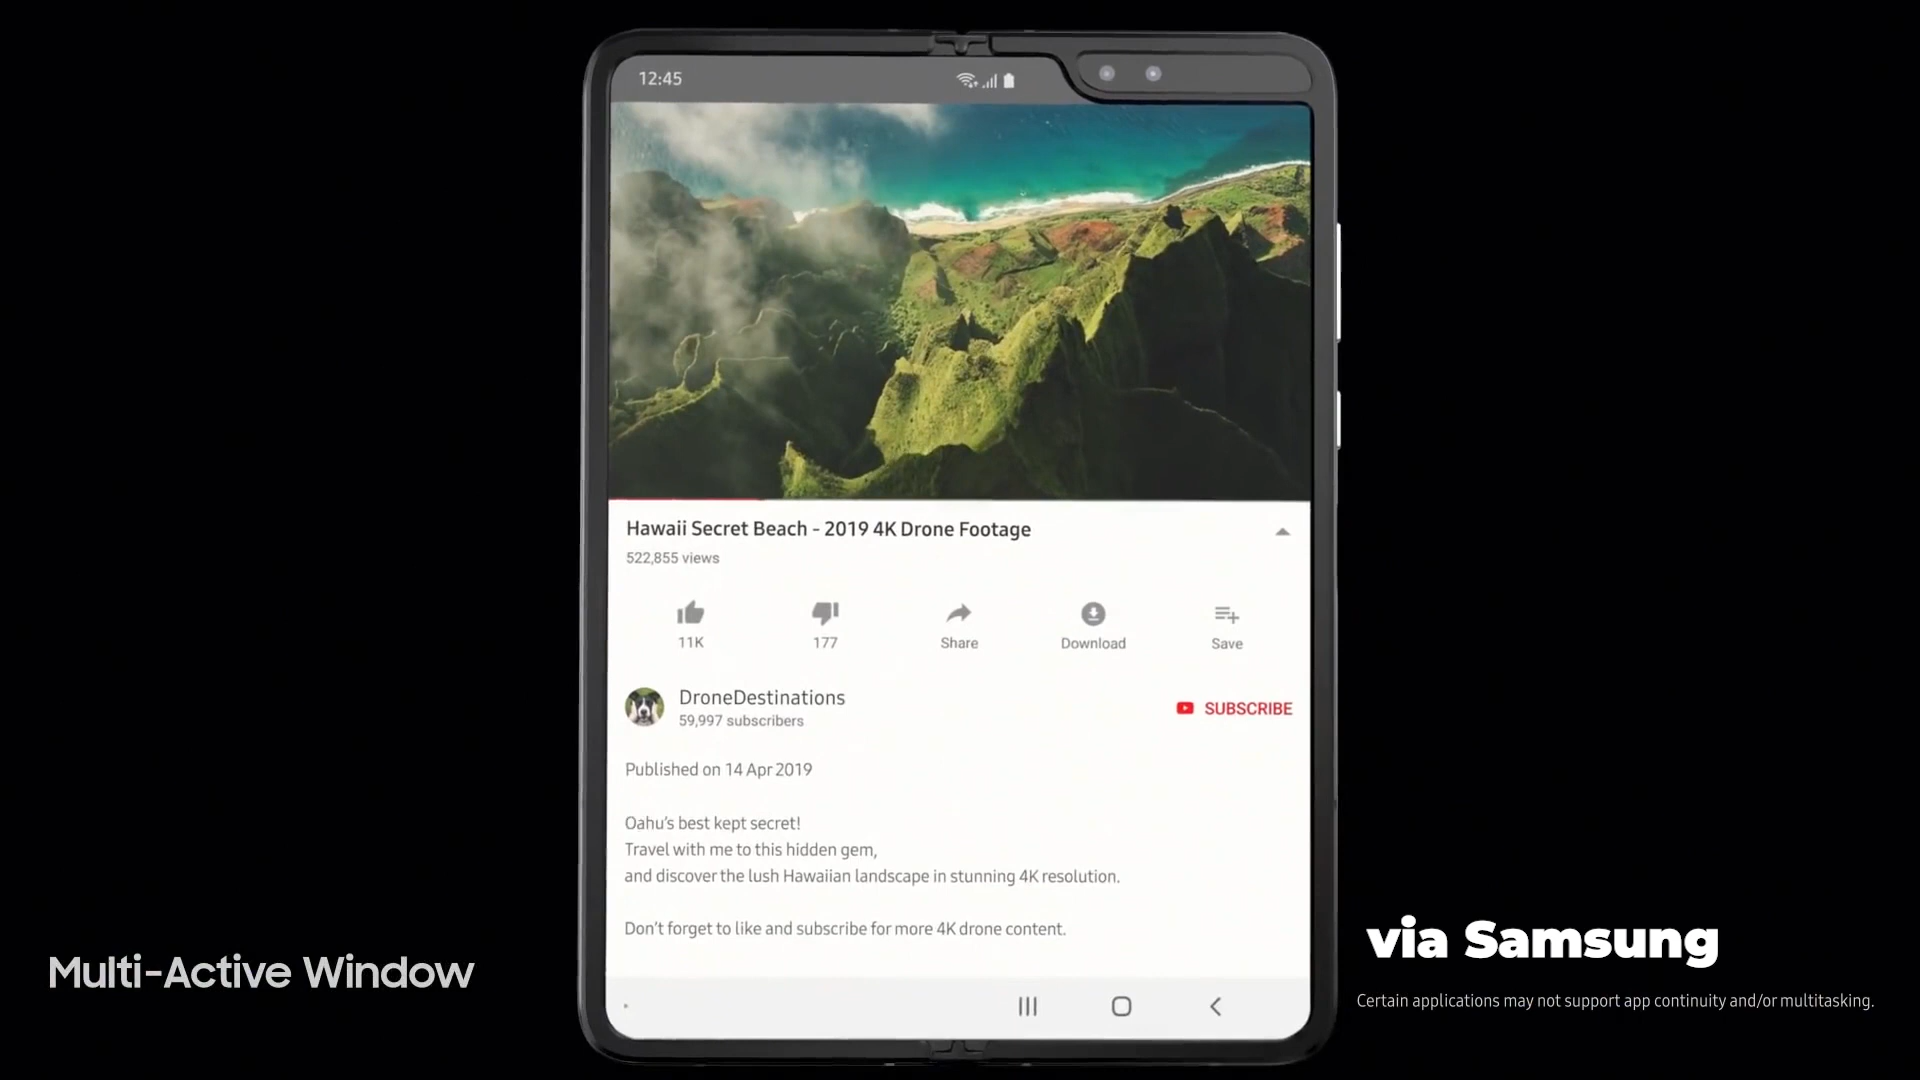 12:45
Hawaii Secret Beach - 2019 4K Drone Footage
522,855 views
11K
177
Share
Download
Save
DroneDestinations
59,997 subscribers
SUBSCRIBE
Published on 14 Apr 2019
Oahu's best kept secret!
Travel with me to this hidden gem,
and discover the lush Hawaiian landscape in stunning 4K resolution.
Don't forget to like and subscribe for more 4K drone content.
Multi-Active Window
via Samsung
Certain applications may not support app continuity and/or multitasking.